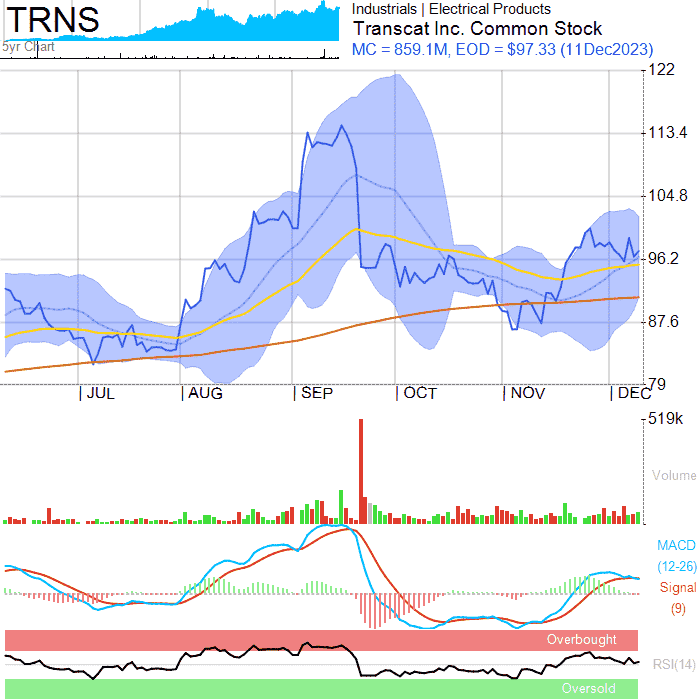 TRNS
5yr Chart
Industrials | Electrical Products
Transcat Inc. Common Stock
MC = 859.1M, EOD = $97.33 (11Dec2023)
122
113.4
104.8
96.2
87.6
79
| JUL | AUG | SEP | OCT | NOV | DEC
519k
Volume
MACD
(12-26)
Signal
(9)
Overbought
RSI(14)
Oversold